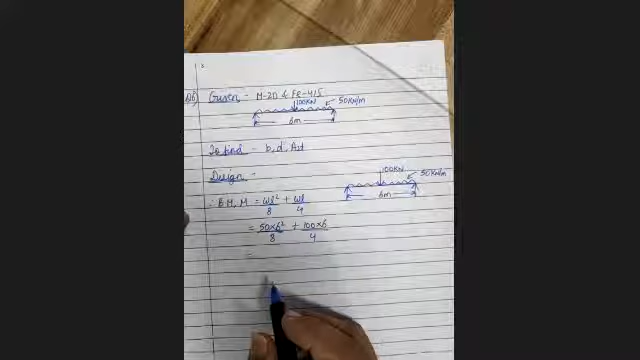 Q6) Given - M-20 & Fe-415
100KN
50KN/m
6m
To find - b, d, Ast
Design -
100KN
50KN/m
6m
∴ B.M, M = wl²/8 + wl/4
= 50×6²/8 + 100×6/4
=